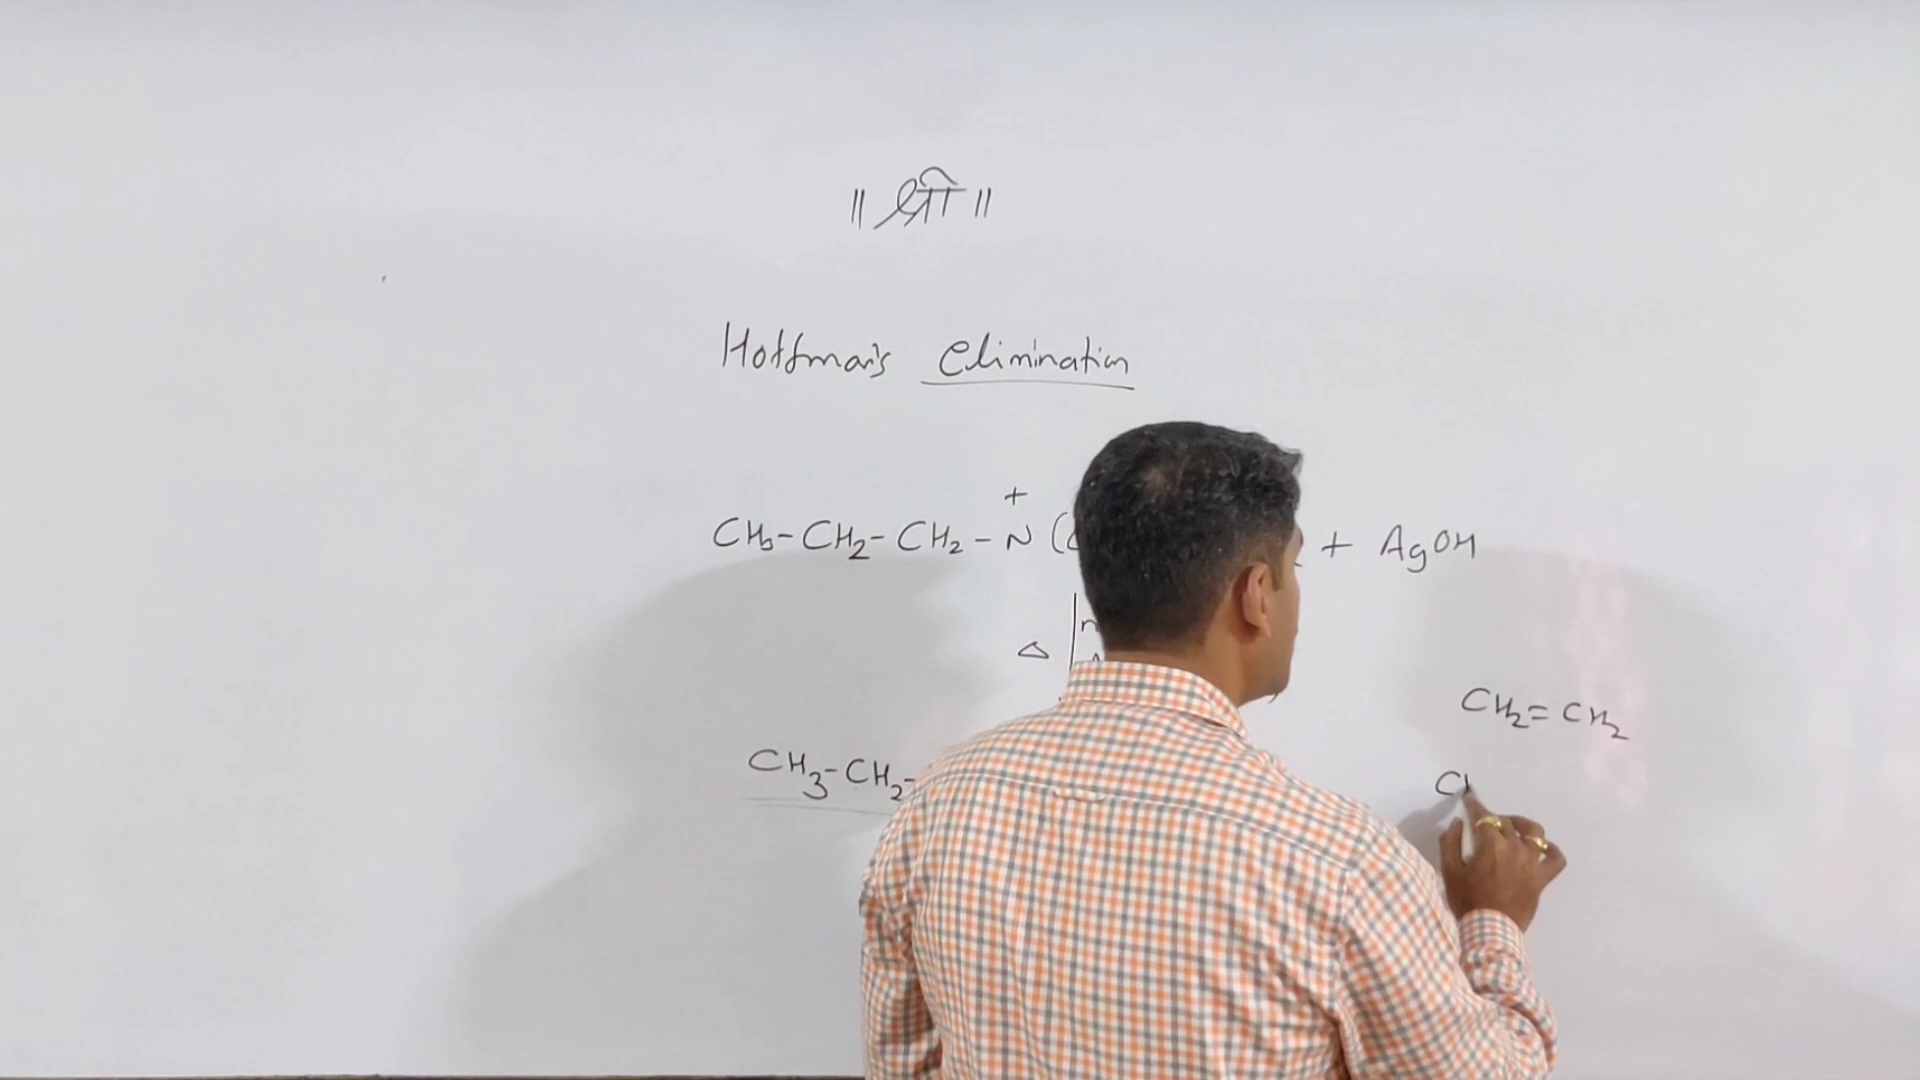 ॥ श्री ॥
Hoffman's elimination
+
CH3-CH2-CH2-N ( + AgOH
Δ
CH2=CH2
CH3-CH2-
C